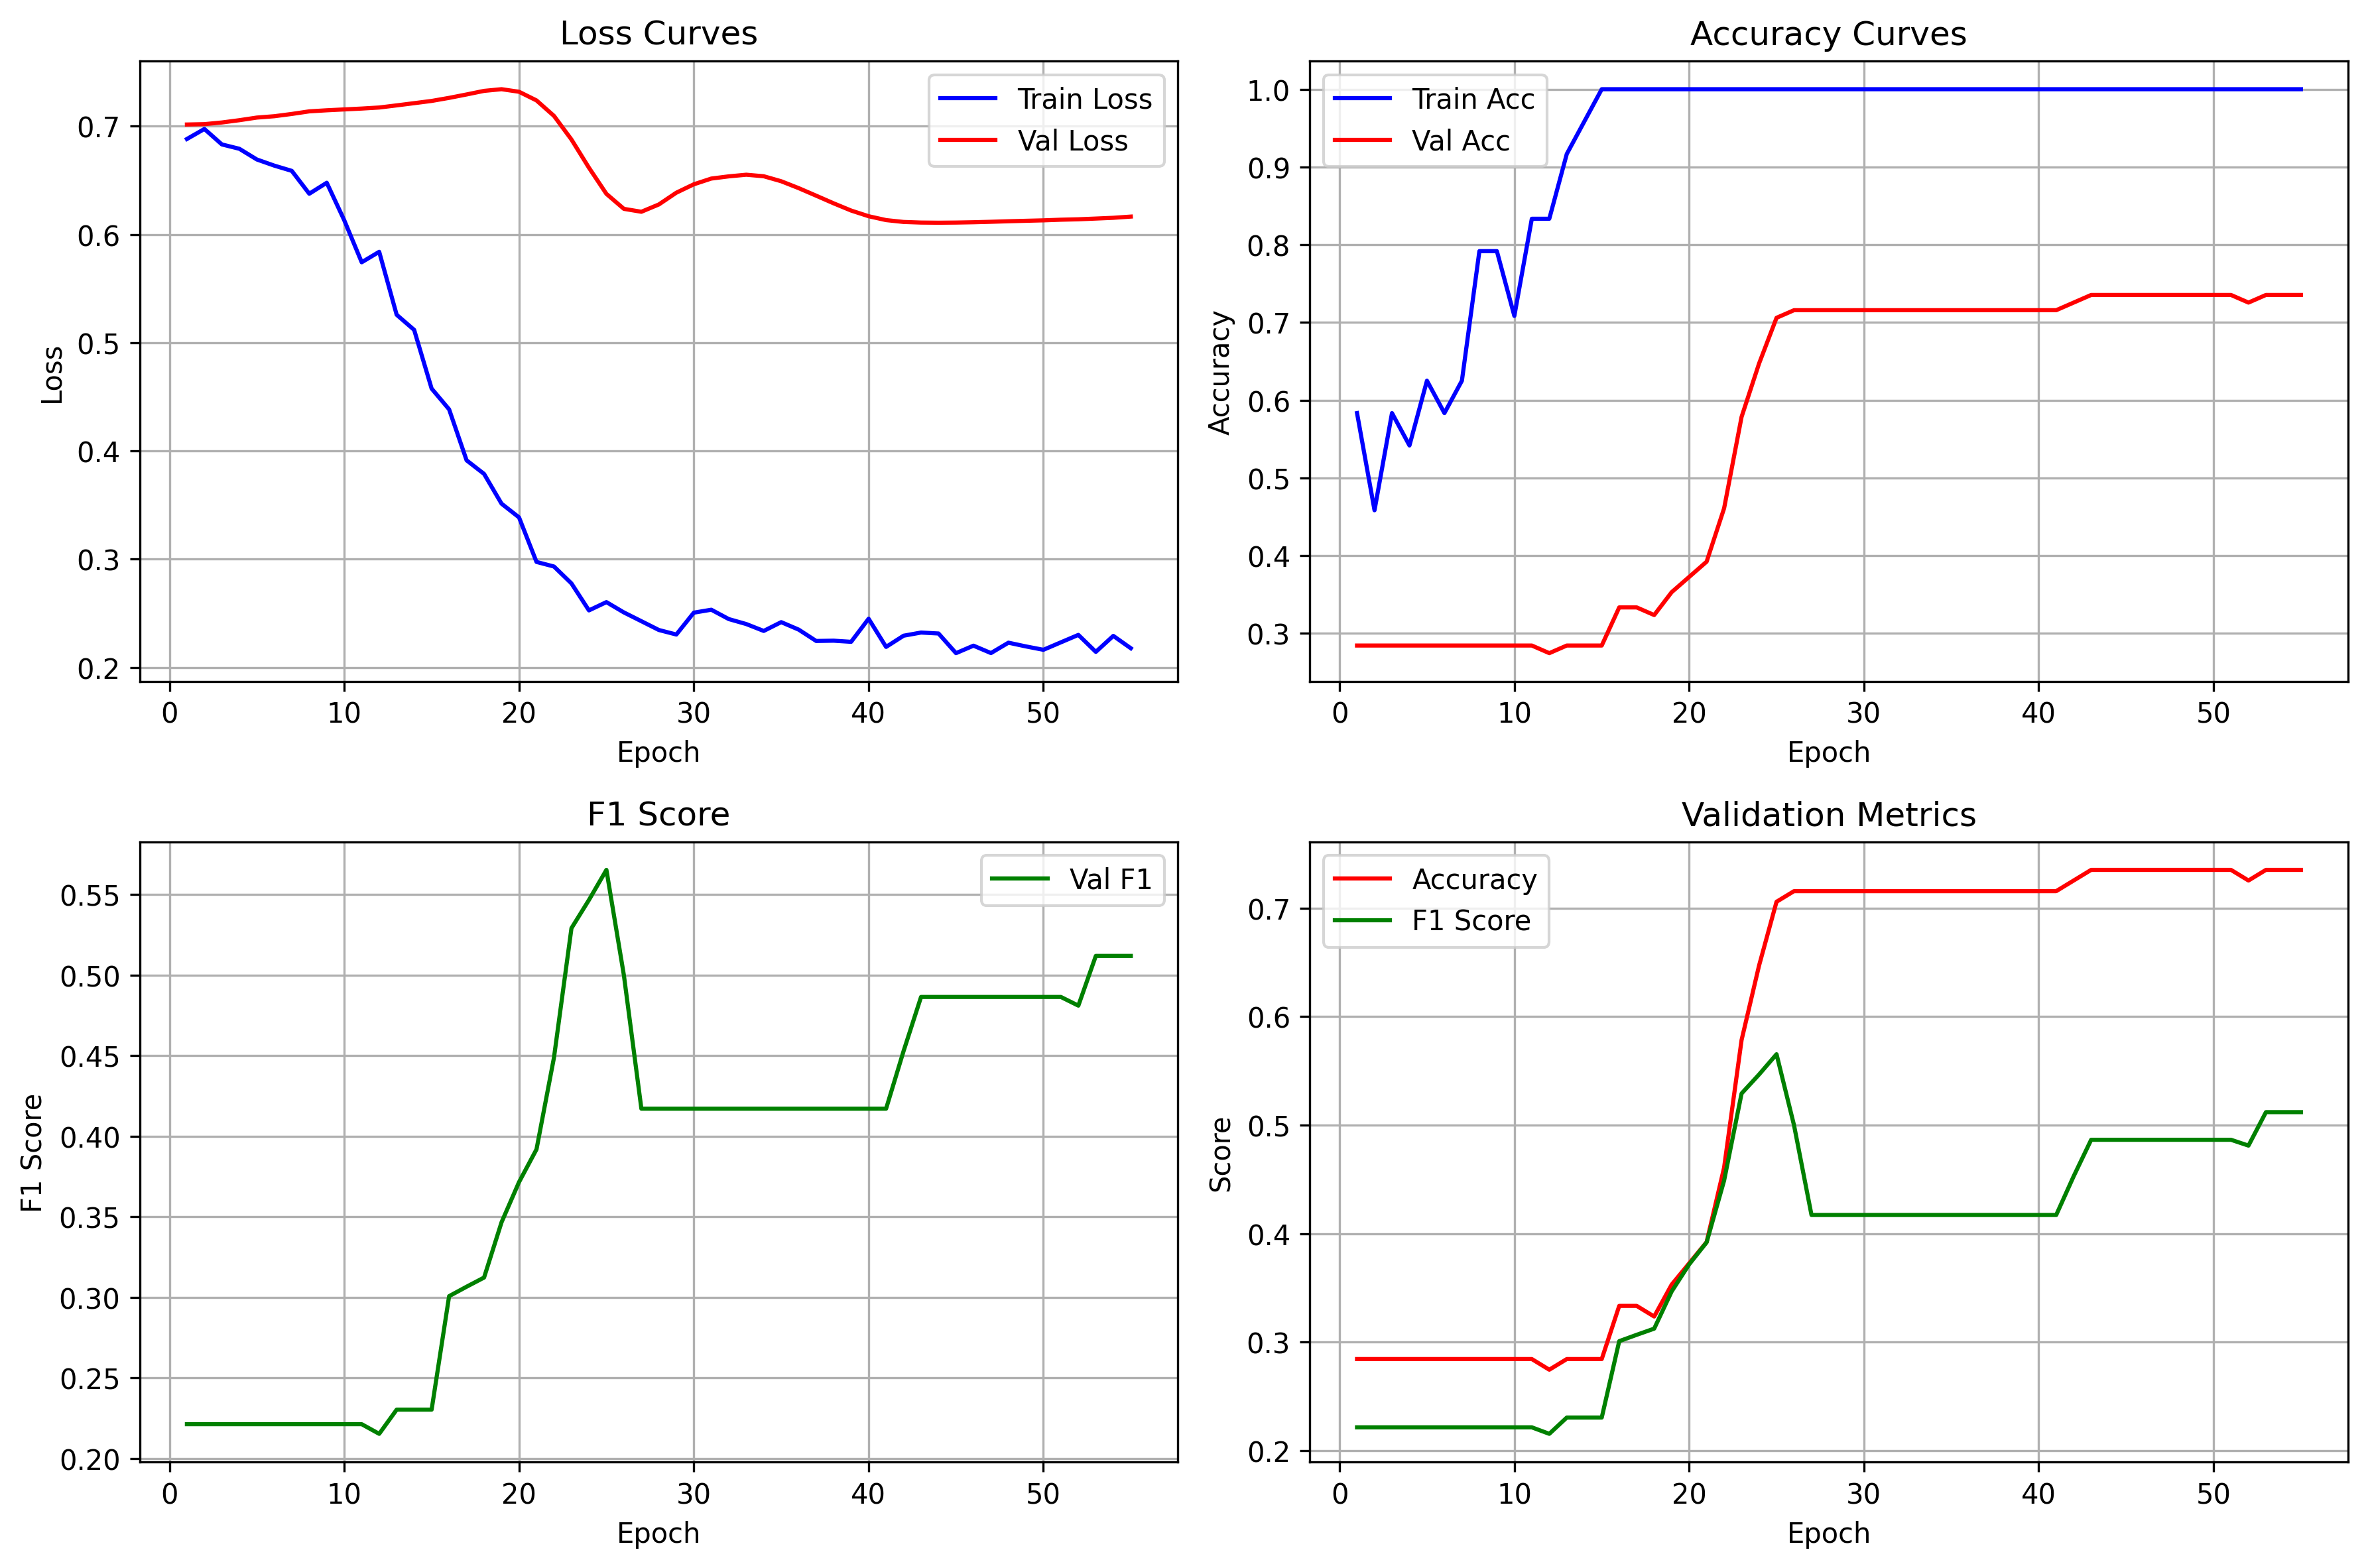 Loss Curves
Train Loss
Val Loss
0.7
0.6
0.5
0.4
0.3
0.2
Loss
0 10 20 30 40 50
Epoch
Accuracy Curves
Train Acc
Val Acc
1.0
0.9
0.8
0.7
0.6
0.5
0.4
0.3
Accuracy
0 10 20 30 40 50
Epoch
F1 Score
Val F1
0.55
0.50
0.45
0.40
0.35
0.30
0.25
0.20
F1 Score
0 10 20 30 40 50
Epoch
Validation Metrics
Accuracy
F1 Score
0.7
0.6
0.5
0.4
0.3
0.2
Score
0 10 20 30 40 50
Epoch